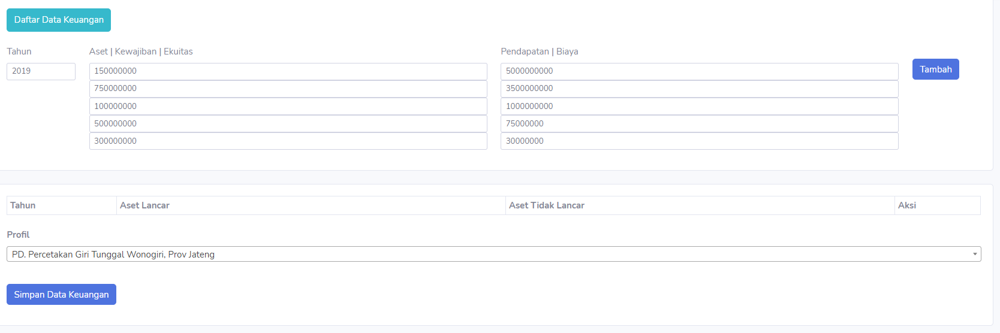 Daftar Data Keuangan
Tahun
Aset | Kewajiban | Ekuitas
Pendapatan | Biaya
2019
150000000
5000000000
Tambah
750000000
3500000000
100000000
1000000000
500000000
75000000
300000000
30000000
Tahun
Aset Lancar
Aset Tidak Lancar
Aksi
Profil
PD. Percetakan Giri Tunggal Wonogiri, Prov Jateng
Simpan Data Keuangan